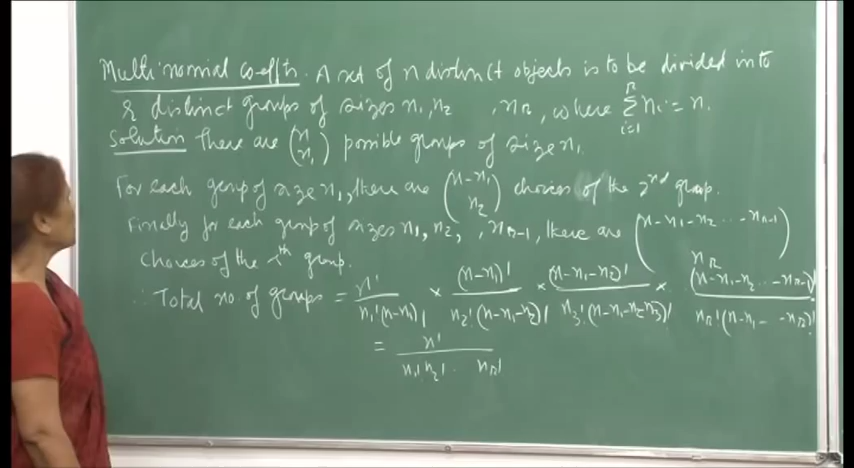 Multinomial coeffts. A set of n distinct objects is to be divided into
r distinct groups of sizes n₁, n₂ , nᵣ, where Σᵢ₌₁ʳ nᵢ = n.
Solution There are (n n₁) possible groups of size n₁.
For each group of size n₁, there are (n-n₁ n₂) choices of the 2ⁿᵈ group.
Finally for each group of sizes n₁, n₂, , nᵣ₋₁, there are (n-n₁-n₂...-nᵣ₋₁ nᵣ)
choices of the rᵗʰ group.
∴ Total no. of groups = n!/n₁!(n-n₁)! × (n-n₁)!/n₂!(n-n₁-n₂)! × (n-n₁-n₂)!/n₃!(n-n₁-n₂-n₃)! × (n-n₁-n₂...-nᵣ₋₁)!/nᵣ!(n-n₁-...-nᵣ)!
= n!/n₁!n₂!.. nᵣ!